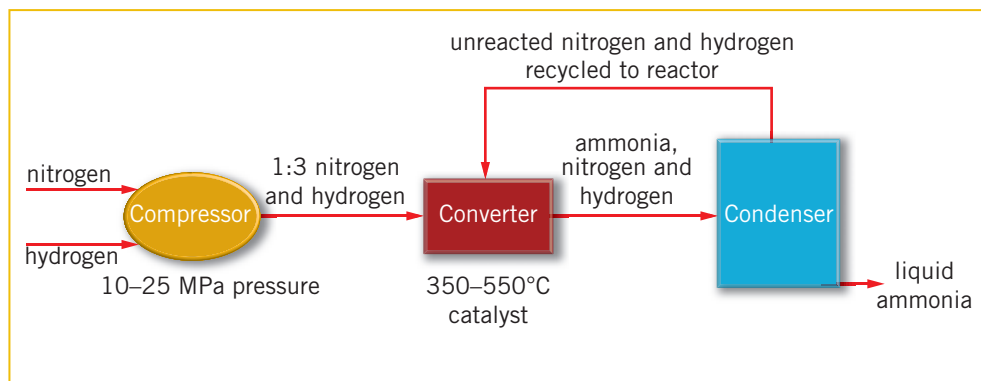 unreacted nitrogen and hydrogen
recycled to reactor
nitrogen
hydrogen
Compressor
10–25 MPa pressure
1:3 nitrogen
and hydrogen
Converter
350–550°C
catalyst
ammonia,
nitrogen and
hydrogen
Condenser
liquid
ammonia